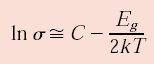 ln σ ≅ C − E_g / 2kT